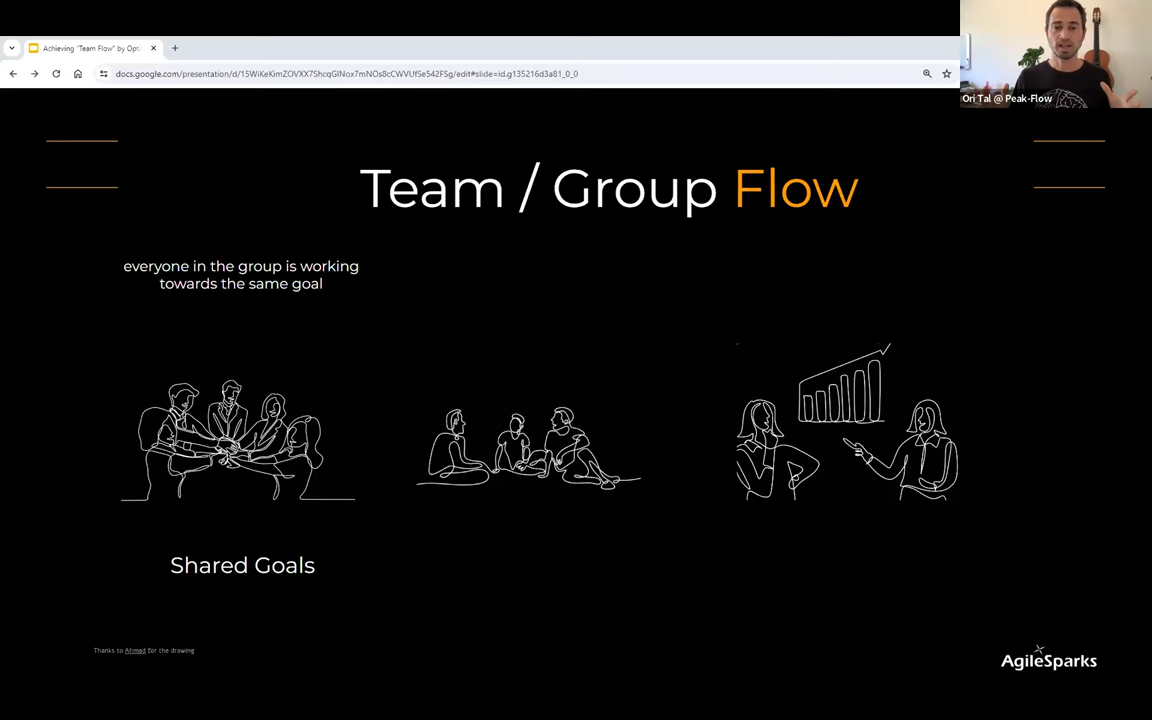 Achieving "Team Flow" by Opt
docs.google.com/presentation/d/15WiKeKimZOVXX7ShcqGlNox7mNOs8cCWVUfSe542FSg/edit#slide=id.g135216d3a81_0_0
Ori Tal @ Peak-Flow
Team / Group Flow
everyone in the group is working
towards the same goal
Shared Goals
Thanks to Ahmad for the drawing
AgileSparks